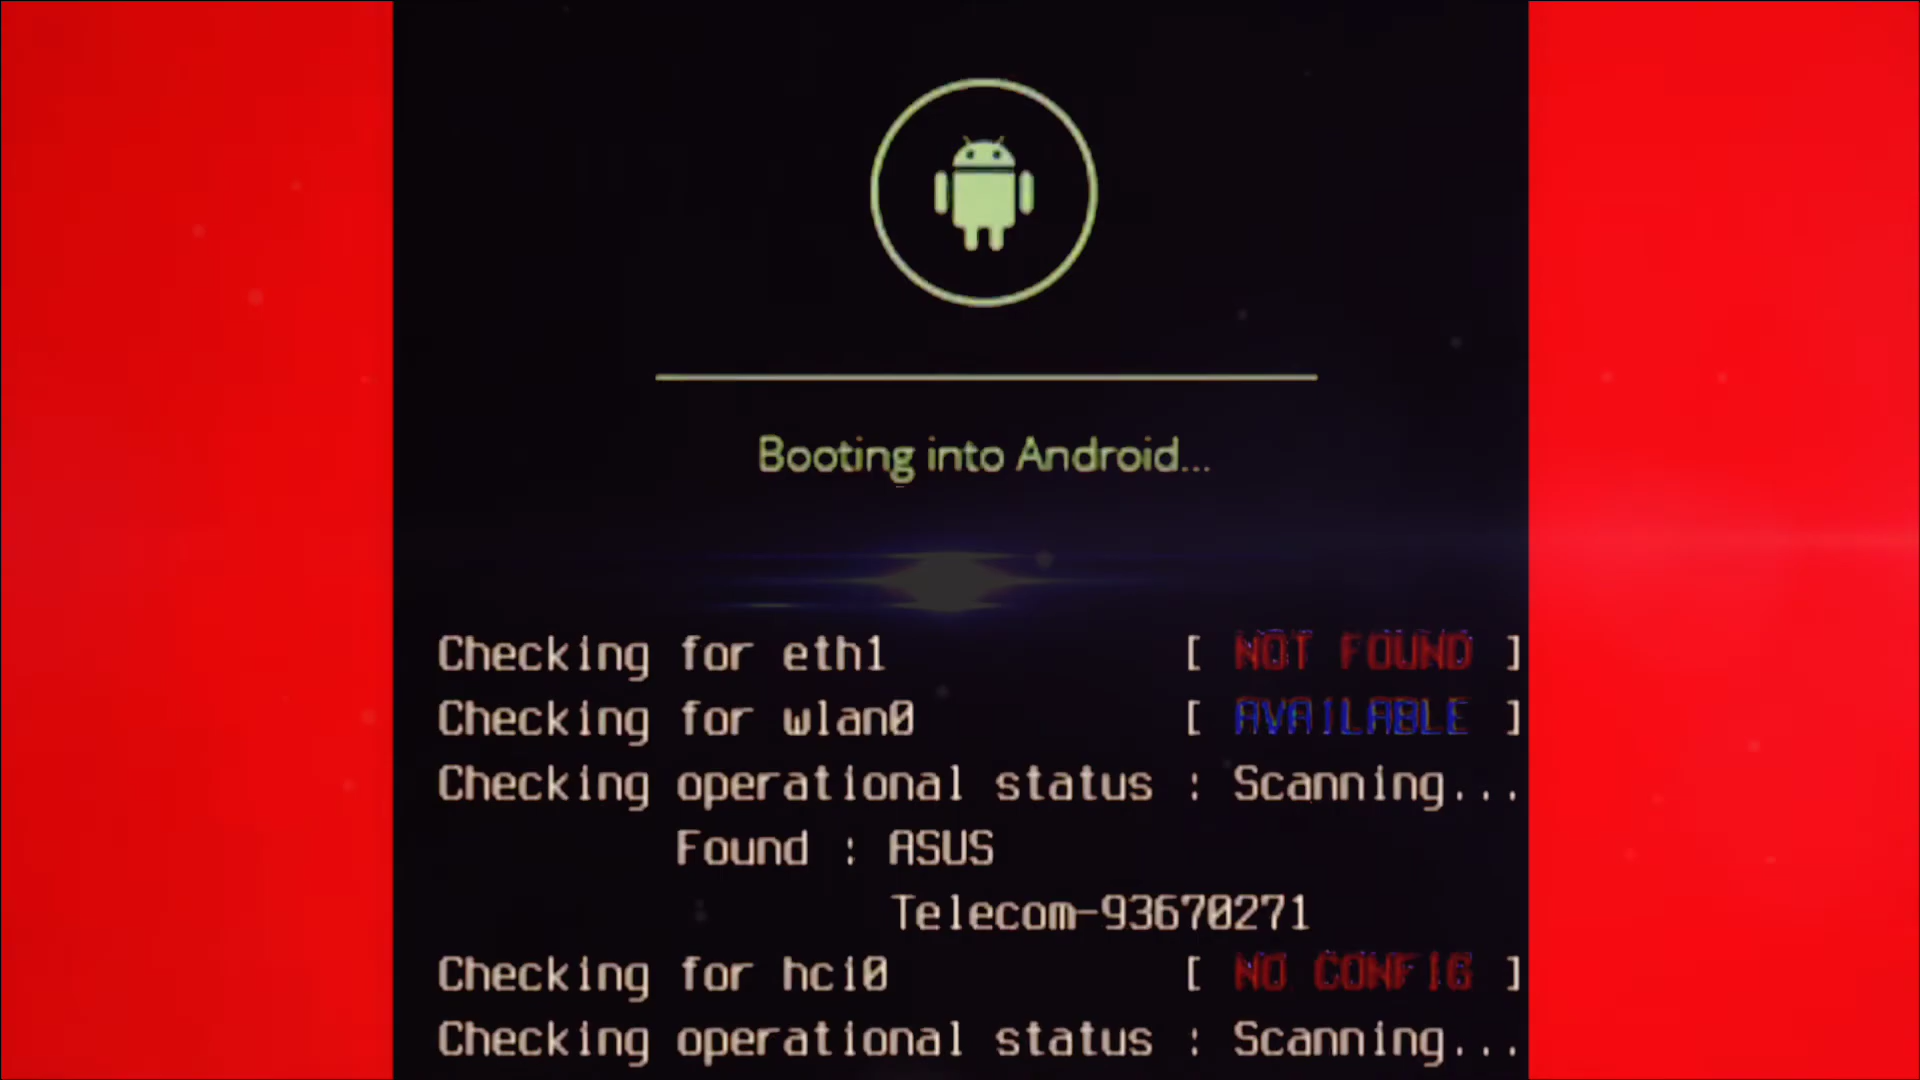 Booting into Android...
Checking for eth1 [ NOT FOUND ]
Checking for wlan0 [ AVAILABLE ]
Checking operational status : Scanning...
Found : ASUS
Telecom-93670271
Checking for hci0 [ NO CONFIG ]
Checking operational status : Scanning...